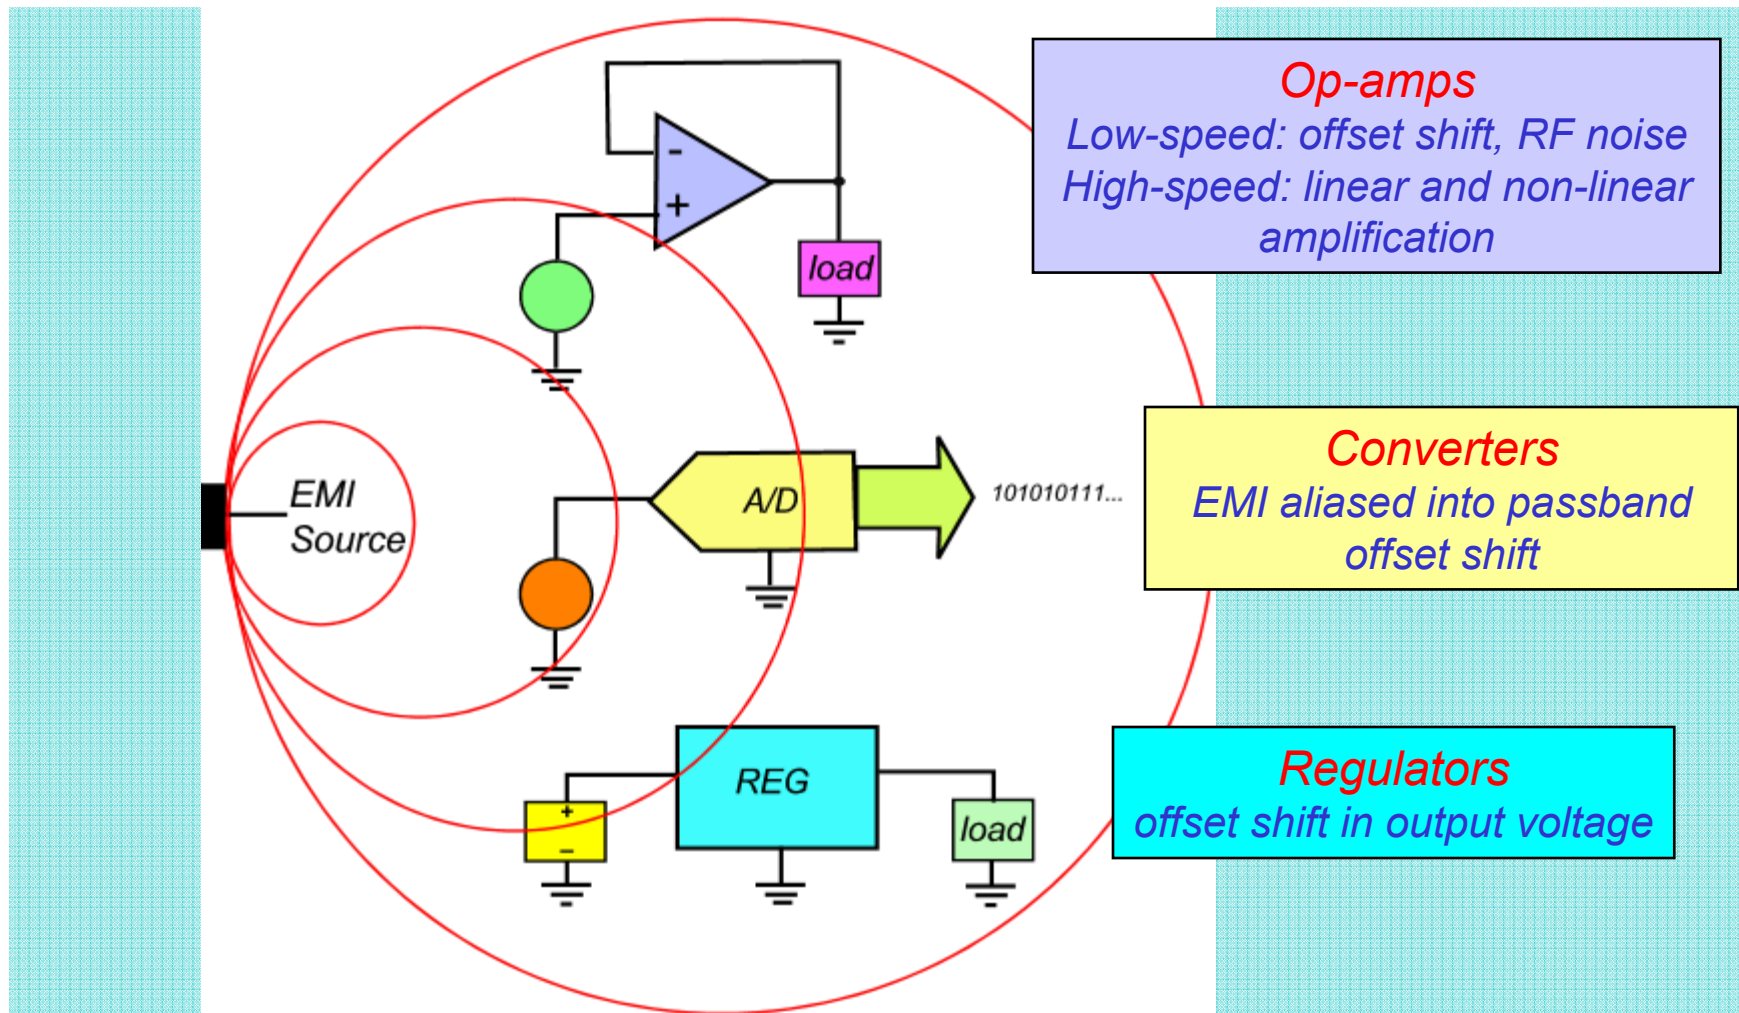 Op-amps
Low-speed: offset shift, RF noise
High-speed: linear and non-linear
amplification
-
+
load
EMI
Source
A/D
101010111...
Converters
EMI aliased into passband
offset shift
+
–
REG
load
Regulators
offset shift in output voltage